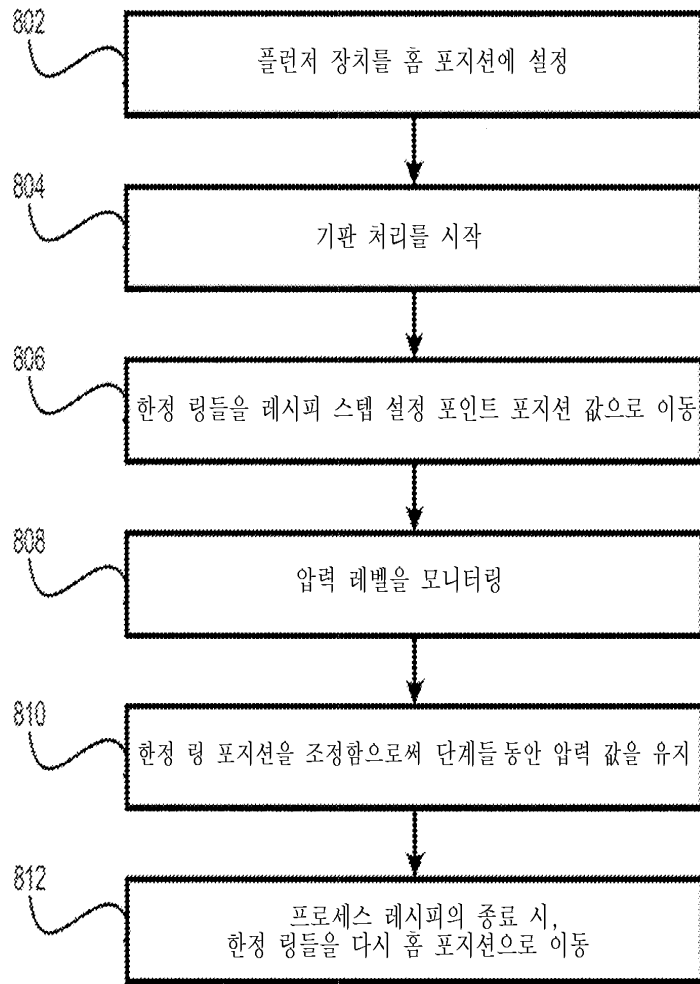 802
플런저 장치를 홈 포지션에 설정
804
기판 처리를 시작
806
한정 링들을 레시피 스텝 설정 포인트 포지션 값으로 이동
808
압력 레벨을 모니터링
810
한정 링 포지션을 조정함으로써 단계들 동안 압력 값을 유지
812
프로세스 레시피의 종료 시,
한정 링들을 다시 홈 포지션으로 이동